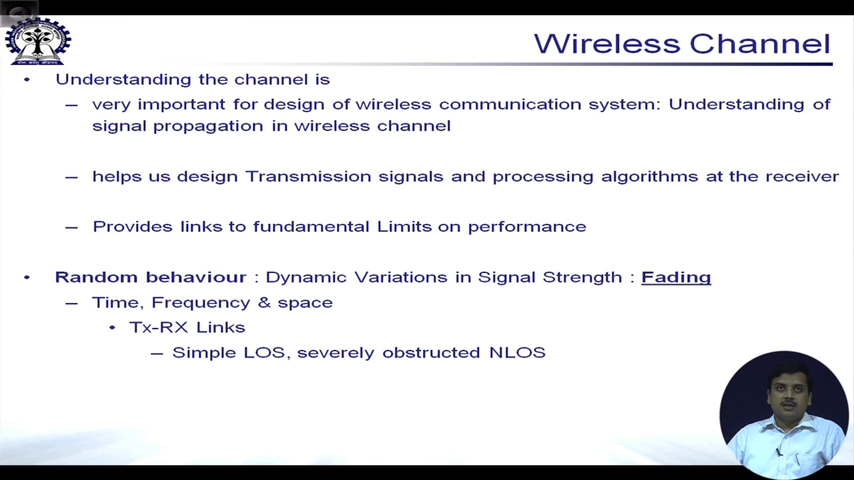 Wireless Channel
• Understanding the channel is
– very important for design of wireless communication system: Understanding of
signal propagation in wireless channel
– helps us design Transmission signals and processing algorithms at the receiver
– Provides links to fundamental Limits on performance
• Random behaviour : Dynamic Variations in Signal Strength : Fading
– Time, Frequency & space
• Tx-RX Links
– Simple LOS, severely obstructed NLOS